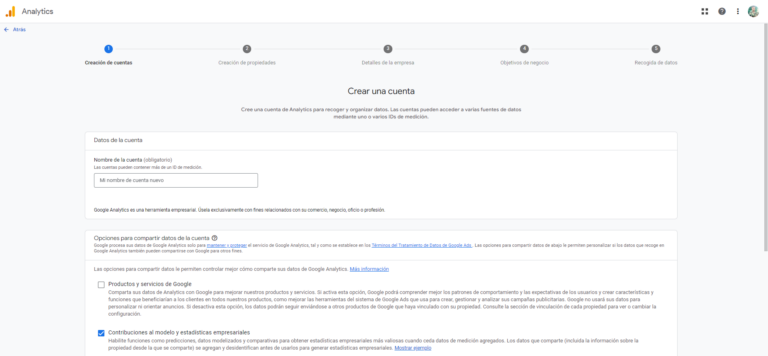 Analytics
Atrás
1 2 3 4 5
Creación de cuentas Creación de propiedades Detalles de la empresa Objetivos de negocio Recogida de datos
Crear una cuenta
Cree una cuenta de Analytics para recoger y organizar datos. Las cuentas pueden acceder a varias fuentes de datos
mediante uno o varios IDs de medición.
Datos de la cuenta
Nombre de la cuenta (obligatorio)
Las cuentas pueden contener más de un ID de medición.
Mi nombre de cuenta nuevo
Google Analytics es una herramienta empresarial. Úsela exclusivamente con fines relacionados con su comercio, negocio, oficio o profesión.
Opciones para compartir datos de la cuenta
Google procesa sus datos de Google Analytics solo para mantener y proteger el servicio de Google Analytics, tal y como se establece en los Términos del Tratamiento de Datos de Google Ads. Las opciones para compartir datos de abajo le permiten personalizar si los datos que recoge en
Google Analytics también pueden compartirse con Google para otros fines.
Las opciones para compartir datos le permiten controlar mejor cómo comparte sus datos de Google Analytics. Más información
Productos y servicios de Google
Comparta sus datos de Analytics con Google para mejorar nuestros productos y servicios. Si activa esta opción, Google podrá comprender mejor los patrones de comportamiento y las expectativas de los usuarios y crear características y
funciones que beneficiarían a los clientes en todos nuestros productos, como mejorar las herramientas del sistema de Google Ads que usa para crear, gestionar y analizar sus campañas publicitarias. Google no usará sus datos para
personalizar ni orientar anuncios. Si desactiva esta opción, los datos podrán seguir enviándose a otros productos de Google que haya vinculado con su propiedad. Consulte la sección de vinculación de cada propiedad para ver o cambiar la
configuración.
Contribuciones al modelo y estadísticas empresariales
Habilite funciones como predicciones, datos modelizados y comparativas para obtener estadísticas empresariales más valiosas cuando cada datos de medición agregados. Los datos que comparte (incluida la información sobre la
propiedad desde la que se comparte) se agregan y desidentifican antes de usarlos para generar estadísticas empresariales. Mostrar ejemplo